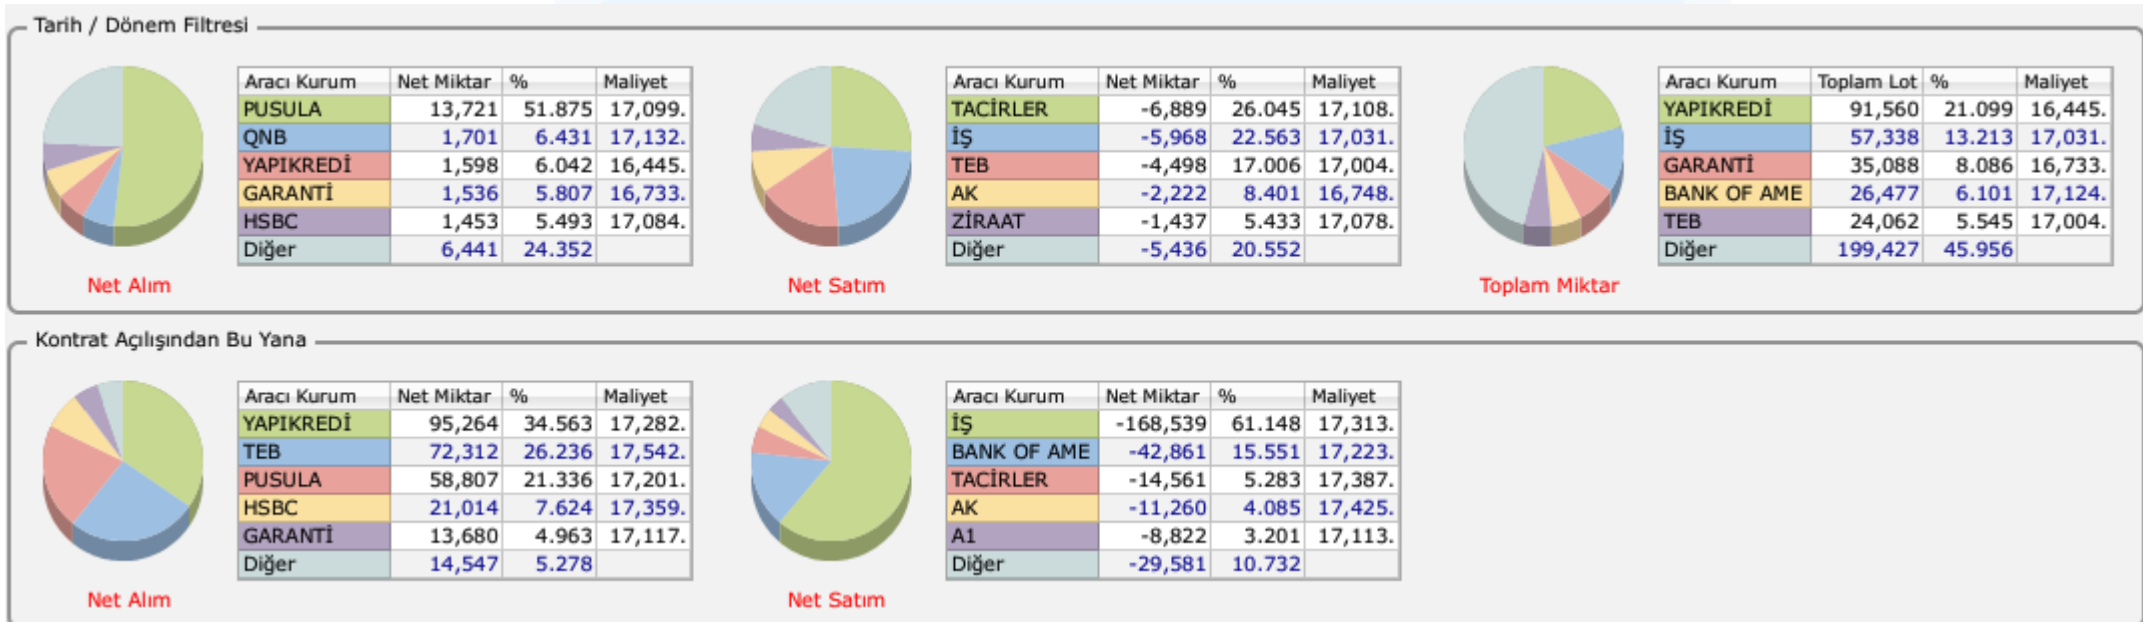 Tarih / Dönem Filtresi
Aracı Kurum Net Miktar % Maliyet
PUSULA 13,721 51.875 17,099.
QNB 1,701 6.431 17,132.
YAPIKREDİ 1,598 6.042 16,445.
GARANTİ 1,536 5.807 16,733.
HSBC 1,453 5.493 17,084.
Diğer 6,441 24.352
Net Alım
Aracı Kurum Net Miktar % Maliyet
TACİRLER -6,889 26.045 17,108.
İŞ -5,968 22.563 17,031.
TEB -4,498 17.006 17,004.
AK -2,222 8.401 16,748.
ZİRAAT -1,437 5.433 17,078.
Diğer -5,436 20.552
Net Satım
Aracı Kurum Toplam Lot % Maliyet
YAPIKREDİ 91,560 21.099 16,445.
İŞ 57,338 13.213 17,031.
GARANTİ 35,088 8.086 16,733.
BANK OF AME 26,477 6.101 17,124.
TEB 24,062 5.545 17,004.
Diğer 199,427 45.956
Toplam Miktar
Kontrat Açılışından Bu Yana
Aracı Kurum Net Miktar % Maliyet
YAPIKREDİ 95,264 34.563 17,282.
TEB 72,312 26.236 17,542.
PUSULA 58,807 21.336 17,201.
HSBC 21,014 7.624 17,359.
GARANTİ 13,680 4.963 17,117.
Diğer 14,547 5.278
Net Alım
Aracı Kurum Net Miktar % Maliyet
İŞ -168,539 61.148 17,313.
BANK OF AME -42,861 15.551 17,223.
TACİRLER -14,561 5.283 17,387.
AK -11,260 4.085 17,425.
A1 -8,822 3.201 17,113.
Diğer -29,581 10.732
Net Satım